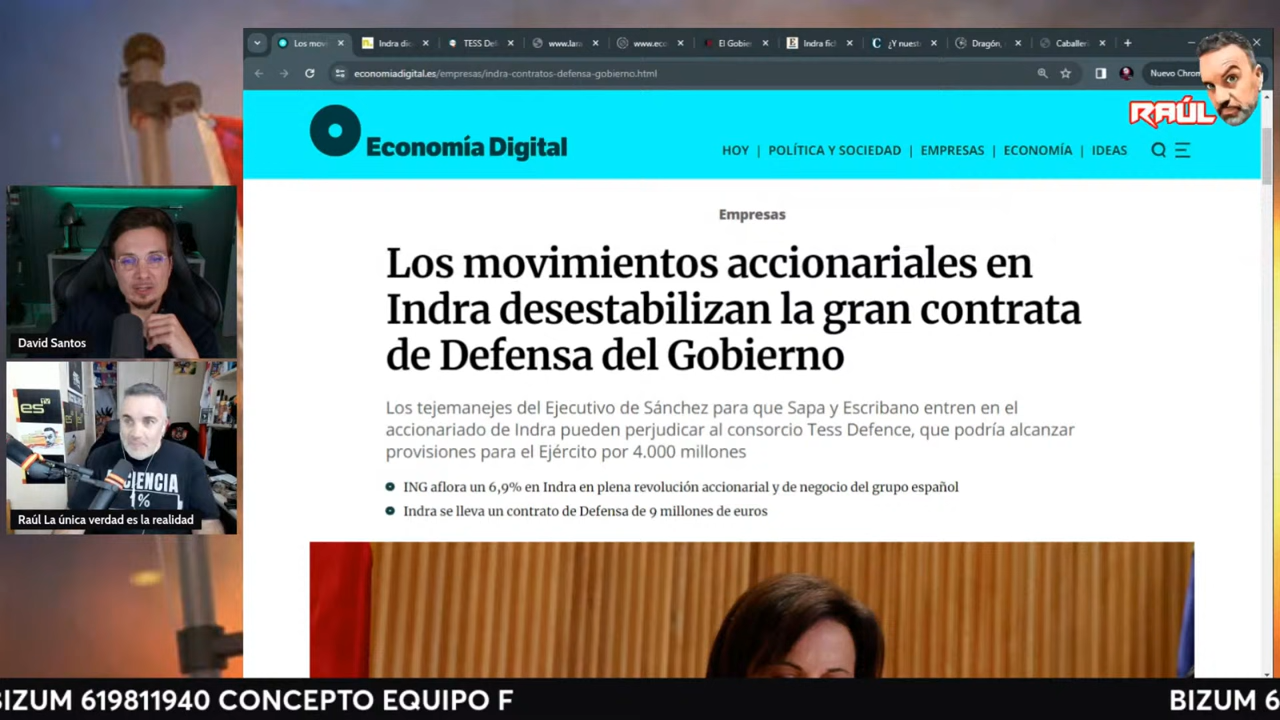 Los movi
Indra dic
TESS Def
www.lara
www.eco
El Gobier
Indra fich
¿Y nuest
Dragón,
Caballer
economiadigital.es/empresas/indra-contratos-defensa-gobierno.html
Nuevo Chrom
RAÚL
Economía Digital
HOY | POLÍTICA Y SOCIEDAD | EMPRESAS | ECONOMÍA | IDEAS
Empresas
Los movimientos accionariales en
Indra desestabilizan la gran contrata
de Defensa del Gobierno
Los tejemanejes del Ejecutivo de Sánchez para que Sapa y Escribano entren en el
accionariado de Indra pueden perjudicar al consorcio Tess Defence, que podría alcanzar
provisiones para el Ejército por 4.000 millones
ING aflora un 6,9% en Indra en plena revolución accionarial y de negocio del grupo español
Indra se lleva un contrato de Defensa de 9 millones de euros
David Santos
es
CIENCIA
1%
Raúl La única verdad es la realidad
BIZUM 619811940 CONCEPTO EQUIPO F
BIZUM 6